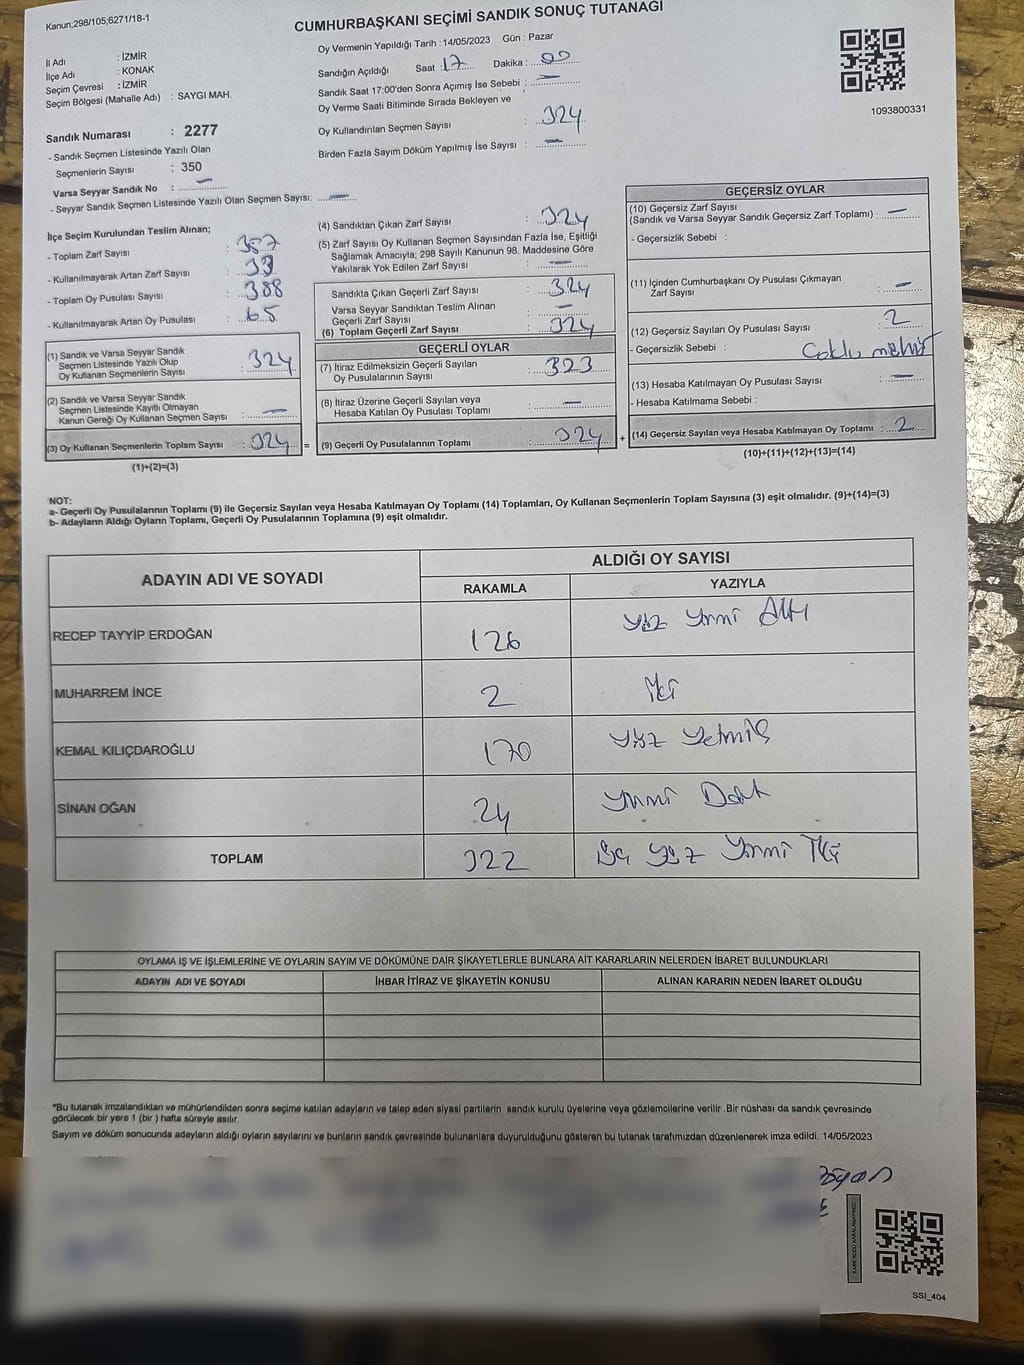 Kanun;298/105;6271/18-1
CUMHURBAŞKANI SEÇİMİ SANDIK SONUÇ TUTANAĞI
İl Adı : İZMİR
İlçe Adı : KONAK
Seçim Çevresi : İZMİR
Seçim Bölgesi (Mahalle Adı) : SAYGI MAH.
Sandık Numarası : 2277
- Sandık Seçmen Listesinde Yazılı Olan
Seçmenlerin Sayısı : 350
Varsa Seyyar Sandık No : —
- Seyyar Sandık Seçmen Listesinde Yazılı Olan Seçmen Sayısı: —
Oy Vermenin Yapıldığı Tarih : 14/05/2023 Gün : Pazar
Sandığın Açıldığı Saat : 17 Dakika : 00
Sandık Saat 17:00'den Sonra Açımış İse Sebebi : —
Oy Verme Saati Bitiminde Sırada Bekleyen ve
Oy Kullandırılan Seçmen Sayısı : 324
Birden Fazla Sayım Döküm Yapılmış İse Sayısı : —
1093800331
İlçe Seçim Kurulundan Teslim Alınan;
- Toplam Zarf Sayısı : 357
- Kullanılmayarak Artan Zarf Sayısı : 33
- Toplam Oy Pusulası Sayısı : 388
- Kullanılmayarak Artan Oy Pusulası : 65
(1) Sandık ve Varsa Seyyar Sandık
Seçmen Listesinde Yazılı Olup
Oy Kullanan Seçmenlerin Sayısı : 324
(2) Sandık ve Varsa Seyyar Sandık
Seçmen Listesinde Kayıtlı Olmayan
Kanun Gereği Oy Kullanan Seçmen Sayısı : —
(3) Oy Kullanan Seçmenlerin Toplam Sayısı : 324 =
(1)+(2)=(3)
(4) Sandıktan Çıkan Zarf Sayısı : 324
(5) Zarf Sayısı Oy Kullanan Seçmen Sayısından Fazla İse, Eşitliği
Sağlamak Amacıyla; 298 Sayılı Kanunun 98. Maddesine Göre
Yakılarak Yok Edilen Zarf Sayısı : —
Sandıkta Çıkan Geçerli Zarf Sayısı : 324
Varsa Seyyar Sandıktan Teslim Alınan
Geçerli Zarf Sayısı : —
(6) Toplam Geçerli Zarf Sayısı : 324
GEÇERLİ OYLAR
(7) İtiraz Edilmeksizin Geçerli Sayılan
Oy Pusulalarının Sayısı : 323
(8) İtiraz Üzerine Geçerli Sayılan veya
Hesaba Katılan Oy Pusulası Toplamı : —
(9) Geçerli Oy Pusulalarının Toplamı : 324 +
GEÇERSİZ OYLAR
(10) Geçersiz Zarf Sayısı
(Sandık ve Varsa Seyyar Sandık Geçersiz Zarf Toplamı) : —
- Geçersizlik Sebebi :
(11) İçinden Cumhurbaşkanı Oy Pusulası Çıkmayan
Zarf Sayısı : —
(12) Geçersiz Sayılan Oy Pusulası Sayısı : 2
- Geçersizlik Sebebi : Çoklu mühür
(13) Hesaba Katılmayan Oy Pusulası Sayısı : —
- Hesaba Katılmama Sebebi :
(14) Geçersiz Sayılan veya Hesaba Katılmayan Oy Toplamı : 2
(10)+(11)+(12)+(13)=(14)
NOT:
a- Geçerli Oy Pusulalarının Toplamı (9) ile Geçersiz Sayılan veya Hesaba Katılmayan Oy Toplamı (14) Toplamları, Oy Kullanan Seçmenlerin Toplam Sayısına (3) eşit olmalıdır. (9)+(14)=(3)
b- Adayların Aldığı Oyların Toplamı, Geçerli Oy Pusulalarının Toplamına (9) eşit olmalıdır.
ADAYIN ADI VE SOYADI
ALDIĞI OY SAYISI
RAKAMLA YAZIYLA
RECEP TAYYİP ERDOĞAN 126 Yüz Yirmi Altı
MUHARREM İNCE 2 İki
KEMAL KILIÇDAROĞLU 170 Yüz Yetmiş
SİNAN OĞAN 24 Yirmi Dört
TOPLAM 322 Üç Yüz Yirmi İki
OYLAMA İŞ VE İŞLEMLERİNE VE OYLARIN SAYIM VE DÖKÜMÜNE DAİR ŞİKAYETLERLE BUNLARA AİT KARARLARIN NELERDEN İBARET BULUNDUKLARI
ADAYIN ADI VE SOYADI İHBAR İTİRAZ VE ŞİKAYETİN KONUSU ALINAN KARARIN NEDEN İBARET OLDUĞU
*Bu tutanak imzalandıktan ve mühürlendikten sonra seçime katılan adayların ve talep eden siyasi partilerin sandık kurulu üyelerine veya gözlemcilerine verilir .Bir nüshası da sandık çevresinde
görülecek bir yere 1 (bir ) hafta süreyle asılır.
Sayım ve döküm sonucunda adayların aldığı oyların sayılarını ve bunların sandık çevresinde bulunanlara duyurulduğunu gösteren bu tutanak tarafımızdan düzenlenerek imza edildi. 14/05/2023
KARE KODU KARALAMAYINIZ!
SSI_404